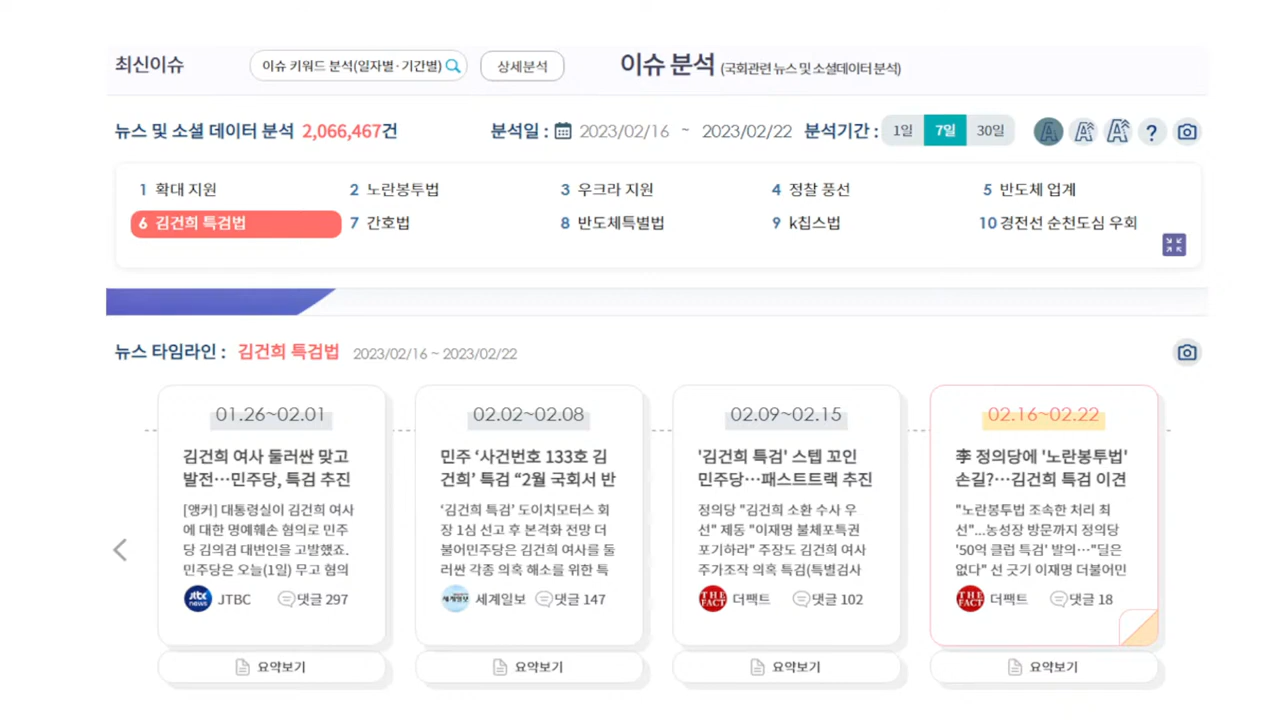 최신이슈 이슈 키워드 분석(일자별·기간별) 상세분석 이슈 분석 (국회관련 뉴스 및 소셜데이터 분석)
뉴스 및 소셜 데이터 분석 2,066,467건 분석일 : 2023/02/16 ~ 2023/02/22 분석기간 : 1일 7일 30일 A A A ?
1 확대 지원 2 노란봉투법 3 우크라 지원 4 정찰 풍선 5 반도체 업계
6 김건희 특검법 7 간호법 8 반도체특별법 9 k칩스법 10 경전선 순천도심 우회
뉴스 타임라인 : 김건희 특검법 2023/02/16 ~ 2023/02/22
01.26~02.01
김건희 여사 둘러싼 맞고
발전…민주당, 특검 추진
[앵커] 대통령실이 김건희 여사
에 대한 명예훼손 혐의로 민주
당 김의겸 대변인을 고발했죠.
민주당은 오늘(1일) 무고 혐의
jtbc news JTBC 댓글 297
요약보기
02.02~02.08
민주 ‘사건번호 133호 김
건희’ 특검 “2월 국회서 반
‘김건희 특검’ 도이치모터스 회
장 1심 선고 후 본격화 전망 더
불어민주당은 김건희 여사를 둘
러싼 각종 의혹 해소를 위한 특
세계일보 세계일보 댓글 147
요약보기
02.09~02.15
'김건희 특검' 스텝 꼬인
민주당…패스트트랙 추진
정의당 "김건희 소환 수사 우
선" 제동 "이재명 불체포특권
포기하라" 주장도 김건희 여사
주가조작 의혹 특검(특별검사
THE FACT 더팩트 댓글 102
요약보기
02.16~02.22
李 정의당에 '노란봉투법'
손길?…김건희 특검 이견
"노란봉투법 조속한 처리 최
선"...농성장 방문까지 정의당
'50억 클럽 특검' 발의…"딜은
없다" 선 긋기 이재명 더불어민
THE FACT 더팩트 댓글 18
요약보기